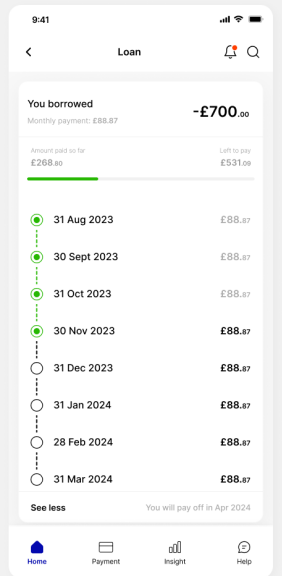 9:41
Loan
You borrowed
-£700.00
Monthly payment: £88.87
Amount paid so far
Left to pay
£268.80
£531.09
31 Aug 2023 £88.87
30 Sept 2023 £88.87
31 Oct 2023 £88.87
30 Nov 2023 £88.87
31 Dec 2023 £88.87
31 Jan 2024 £88.87
28 Feb 2024 £88.87
31 Mar 2024 £88.87
See less
You will pay off in Apr 2024
Home Payment Insight Help